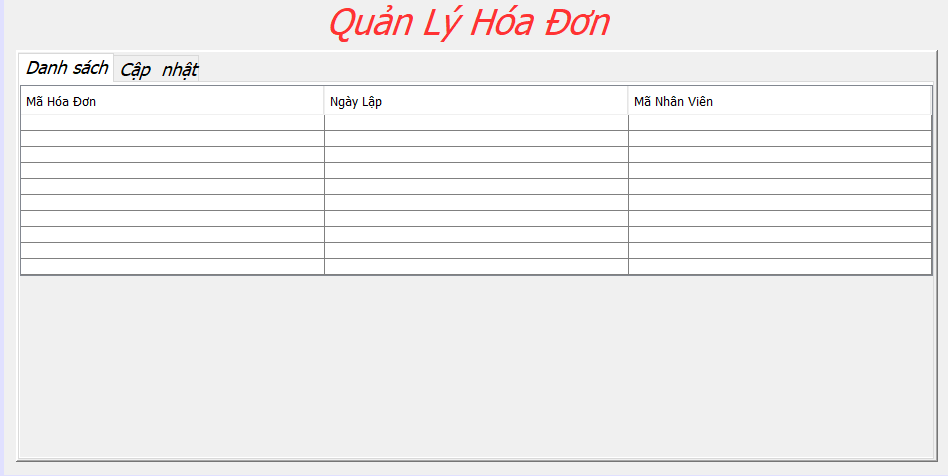 Quản Lý Hóa Đơn
Danh sách Cập nhật
Mã Hóa Đơn Ngày Lập Mã Nhân Viên